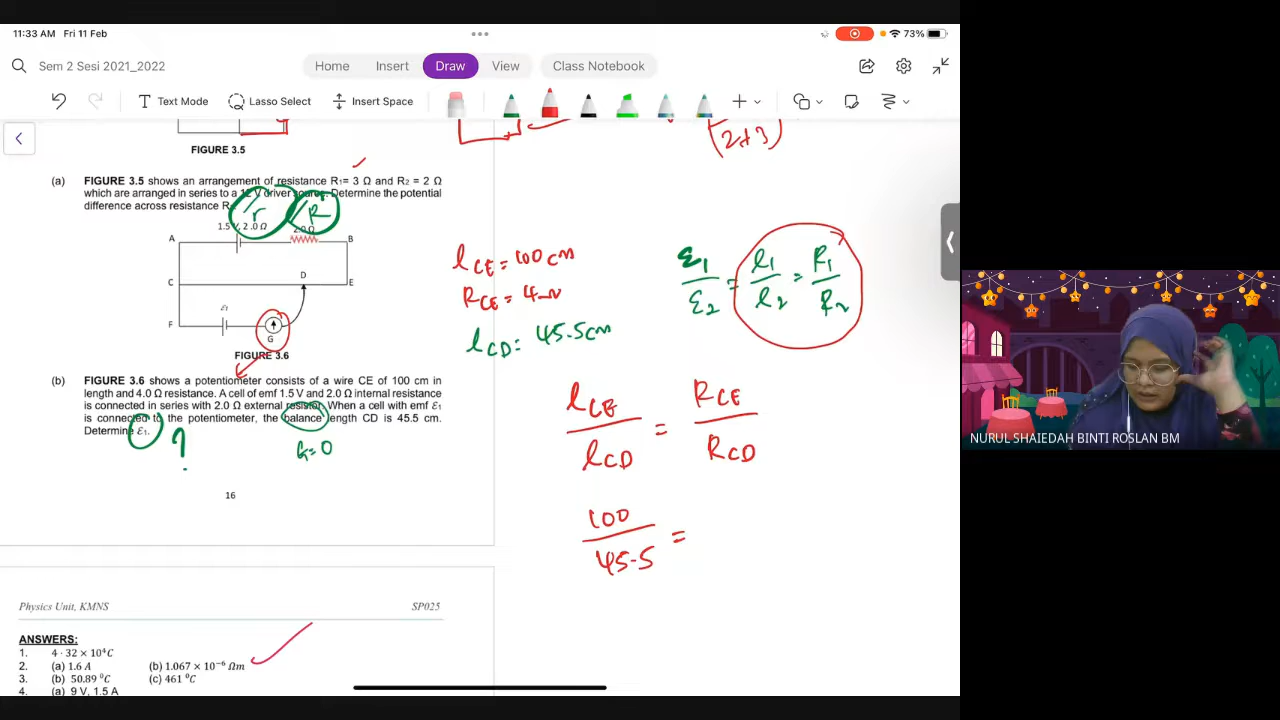 11:33 AM Fri 11 Feb
73%
Sem 2 Sesi 2021_2022
Home Insert Draw View Class Notebook
Text Mode Lasso Select Insert Space
FIGURE 3.5
(2+3)
(a) FIGURE 3.5 shows an arrangement of resistance R1= 3 Ω and R2 = 2 Ω
which are arranged in series to a 12 V driver source. Determine the potential
difference across resistance R
r
R
1.5 V, 2.0 Ω
2.0 Ω
A B
C D E
F ε1 G
FIGURE 3.6
(b) FIGURE 3.6 shows a potentiometer consists of a wire CE of 100 cm in
length and 4.0 Ω resistance. A cell of emf 1.5 V and 2.0 Ω internal resistance
is connected in series with 2.0 Ω external resistor. When a cell with emf ε1
is connected to the potentiometer, the balance length CD is 45.5 cm.
Determine ε1.
?
G=0
16
lCE = 100 cm
RCE = 4 Ω
lCD = 45.5cm
ε1/ε2 = l1/l2 = R1/R2
lCE/lCD = RCE/RCD
100/45.5 =
Physics Unit, KMNS SP025
ANSWERS:
1. 4 · 32 × 10⁴C
2. (a) 1.6 A (b) 1.067 × 10⁻⁶ Ωm
3. (b) 50.89 ⁰C (c) 461 ⁰C
4. (a) 9 V, 1.5 A
NURUL SHAIEDAH BINTI ROSLAN BM